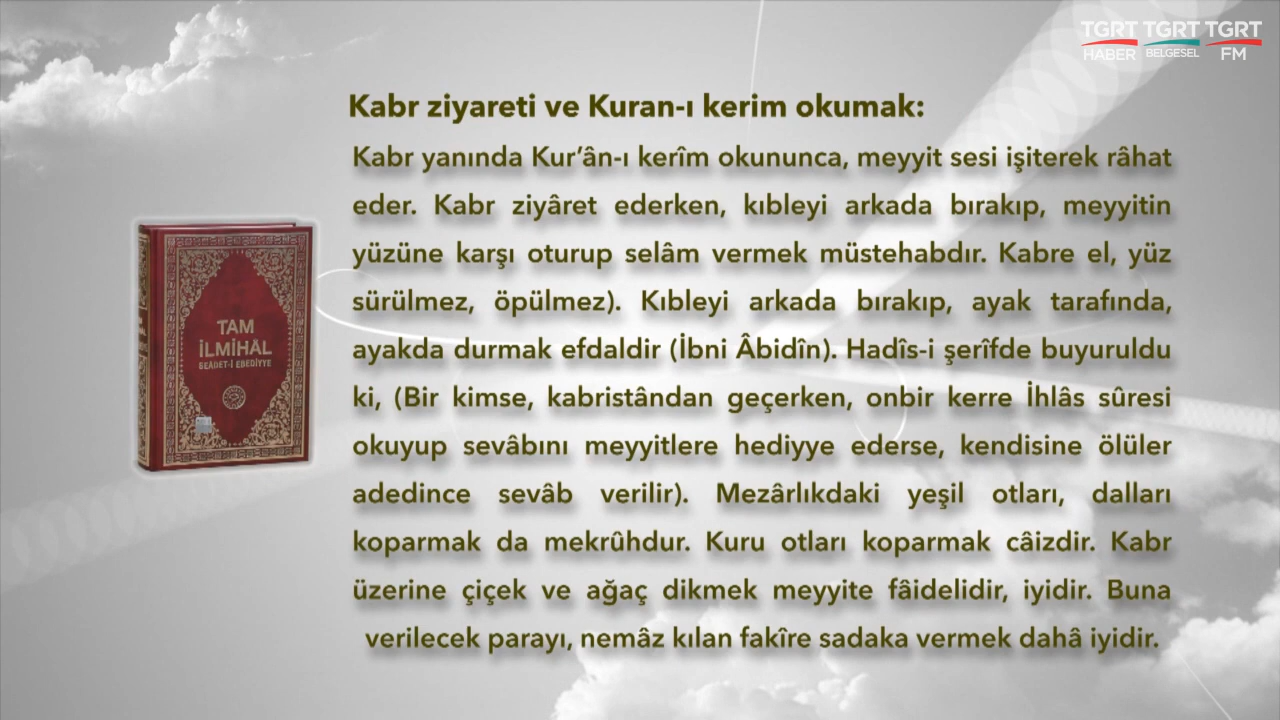 TGRT TGRT TGRT
HABER BELGESEL FM
Kabr ziyareti ve Kuran-ı kerim okumak:
Kabr yanında Kur’ân-ı kerîm okununca, meyyit sesi işiterek râhat
eder. Kabr ziyâret ederken, kıbleyi arkada bırakıp, meyyitin
yüzüne karşı oturup selâm vermek müstehabdır. Kabre el, yüz
sürülmez, öpülmez). Kıbleyi arkada bırakıp, ayak tarafında,
ayakda durmak efdaldir (İbni Âbidîn). Hadîs-i şerîfde buyuruldu
ki, (Bir kimse, kabristândan geçerken, onbir kerre İhlâs sûresi
okuyup sevâbını meyyitlere hediyye ederse, kendisine ölüler
adedince sevâb verilir). Mezârlıkdaki yeşil otları, dalları
koparmak da mekrûhdur. Kuru otları koparmak câizdir. Kabr
üzerine çiçek ve ağaç dikmek meyyite fâidelidir, iyidir. Buna
verilecek parayı, nemâz kılan fakîre sadaka vermek dahâ iyidir.
TAM
İLMİHÂL
SEÂDET-İ EBEDİYYE